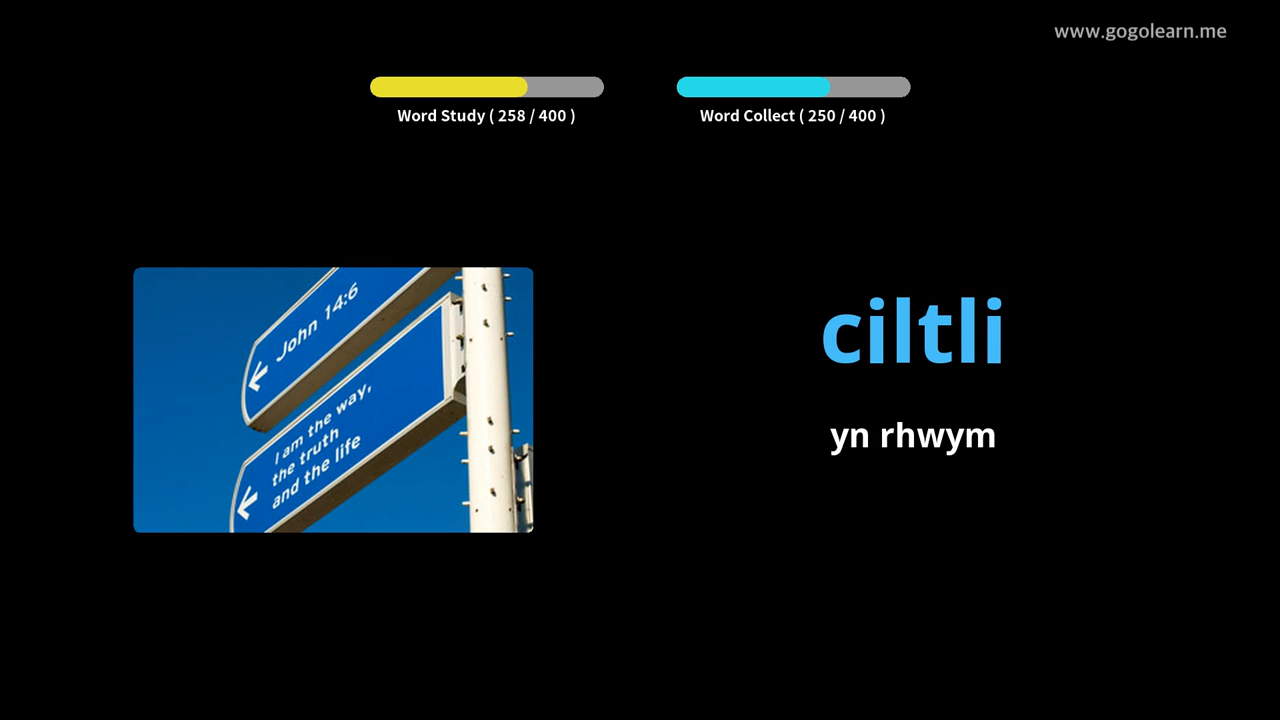 www.gogolearn.me
Word Study ( 258 / 400 )
Word Collect ( 250 / 400 )
John 14:6
I am the way,
the truth
and the life
ciltli
yn rhwym